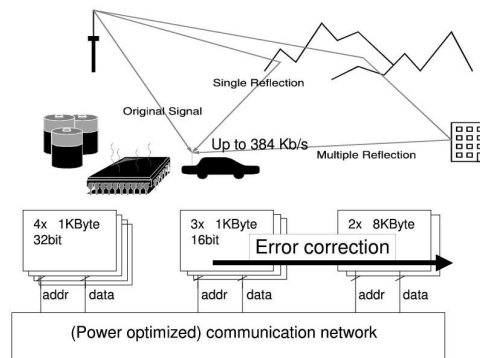 Single Reflection
Original Signal
Up to 384 Kb/s
Multiple Reflection
4x 1KByte
32bit
3x 1KByte
16bit
2x 8KByte
Error correction
addr data
addr data
addr data
(Power optimized) communication network